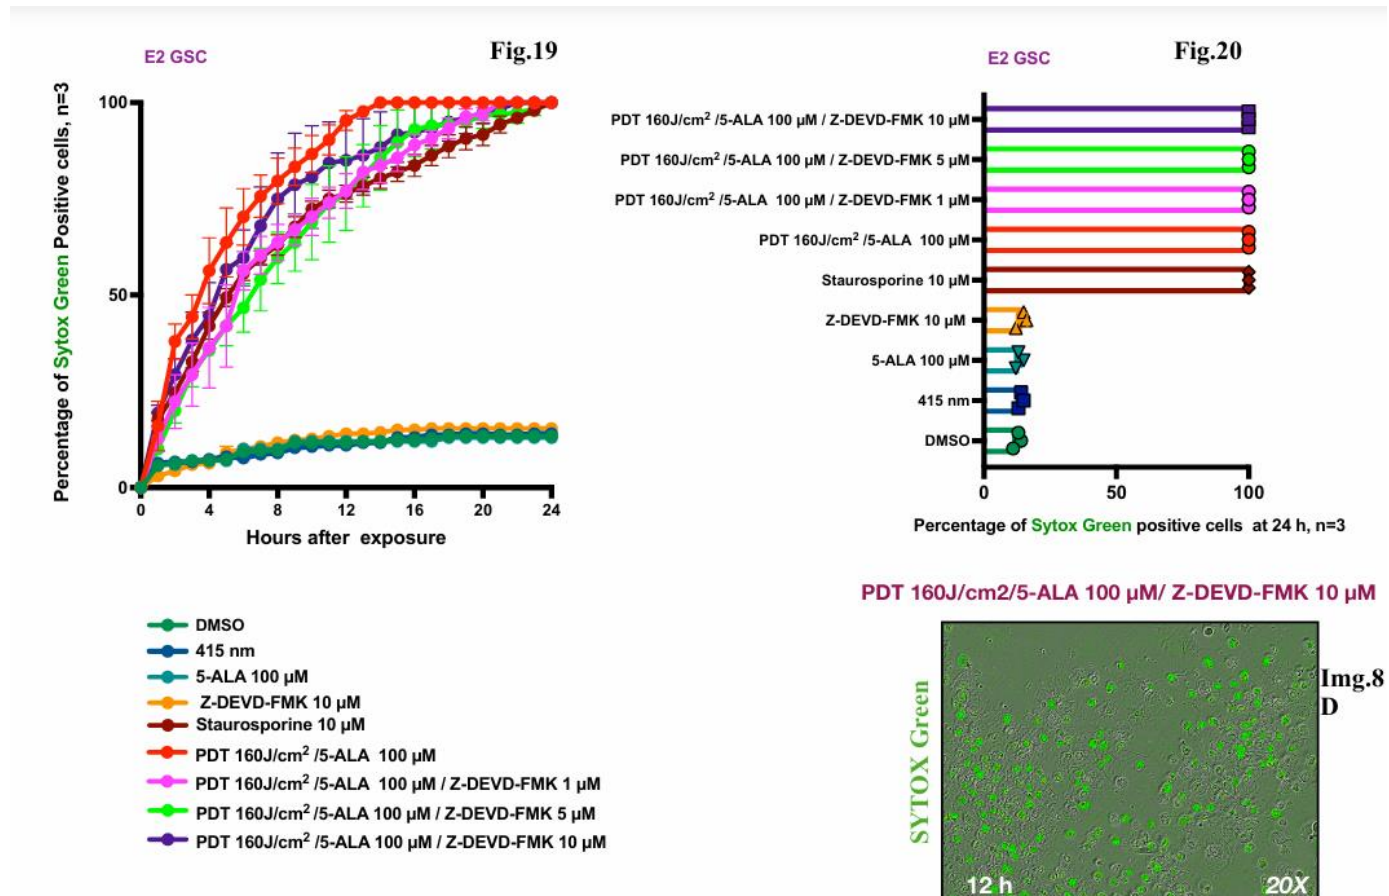 E2 GSC
Fig.19
Percentage of Sytox Green Positive cells, n=3
100
50
0
0 4 8 12 16 20 24
Hours after exposure
DMSO
415 nm
5-ALA 100 µM
Z-DEVD-FMK 10 µM
Staurosporine 10 µM
PDT 160J/cm² /5-ALA 100 µM
PDT 160J/cm² /5-ALA 100 µM / Z-DEVD-FMK 1 µM
PDT 160J/cm² /5-ALA 100 µM / Z-DEVD-FMK 5 µM
PDT 160J/cm² /5-ALA 100 µM / Z-DEVD-FMK 10 µM
E2 GSC
Fig.20
PDT 160J/cm² /5-ALA 100 µM / Z-DEVD-FMK 10 µM
PDT 160J/cm² /5-ALA 100 µM / Z-DEVD-FMK 5 µM
PDT 160J/cm² /5-ALA 100 µM / Z-DEVD-FMK 1 µM
PDT 160J/cm² /5-ALA 100 µM
Staurosporine 10 µM
Z-DEVD-FMK 10 µM
5-ALA 100 µM
415 nm
DMSO
0 50 100
Percentage of Sytox Green positive cells at 24 h, n=3
PDT 160J/cm2/5-ALA 100 µM/ Z-DEVD-FMK 10 µM
SYTOX Green
Img.8
D
12 h 20X